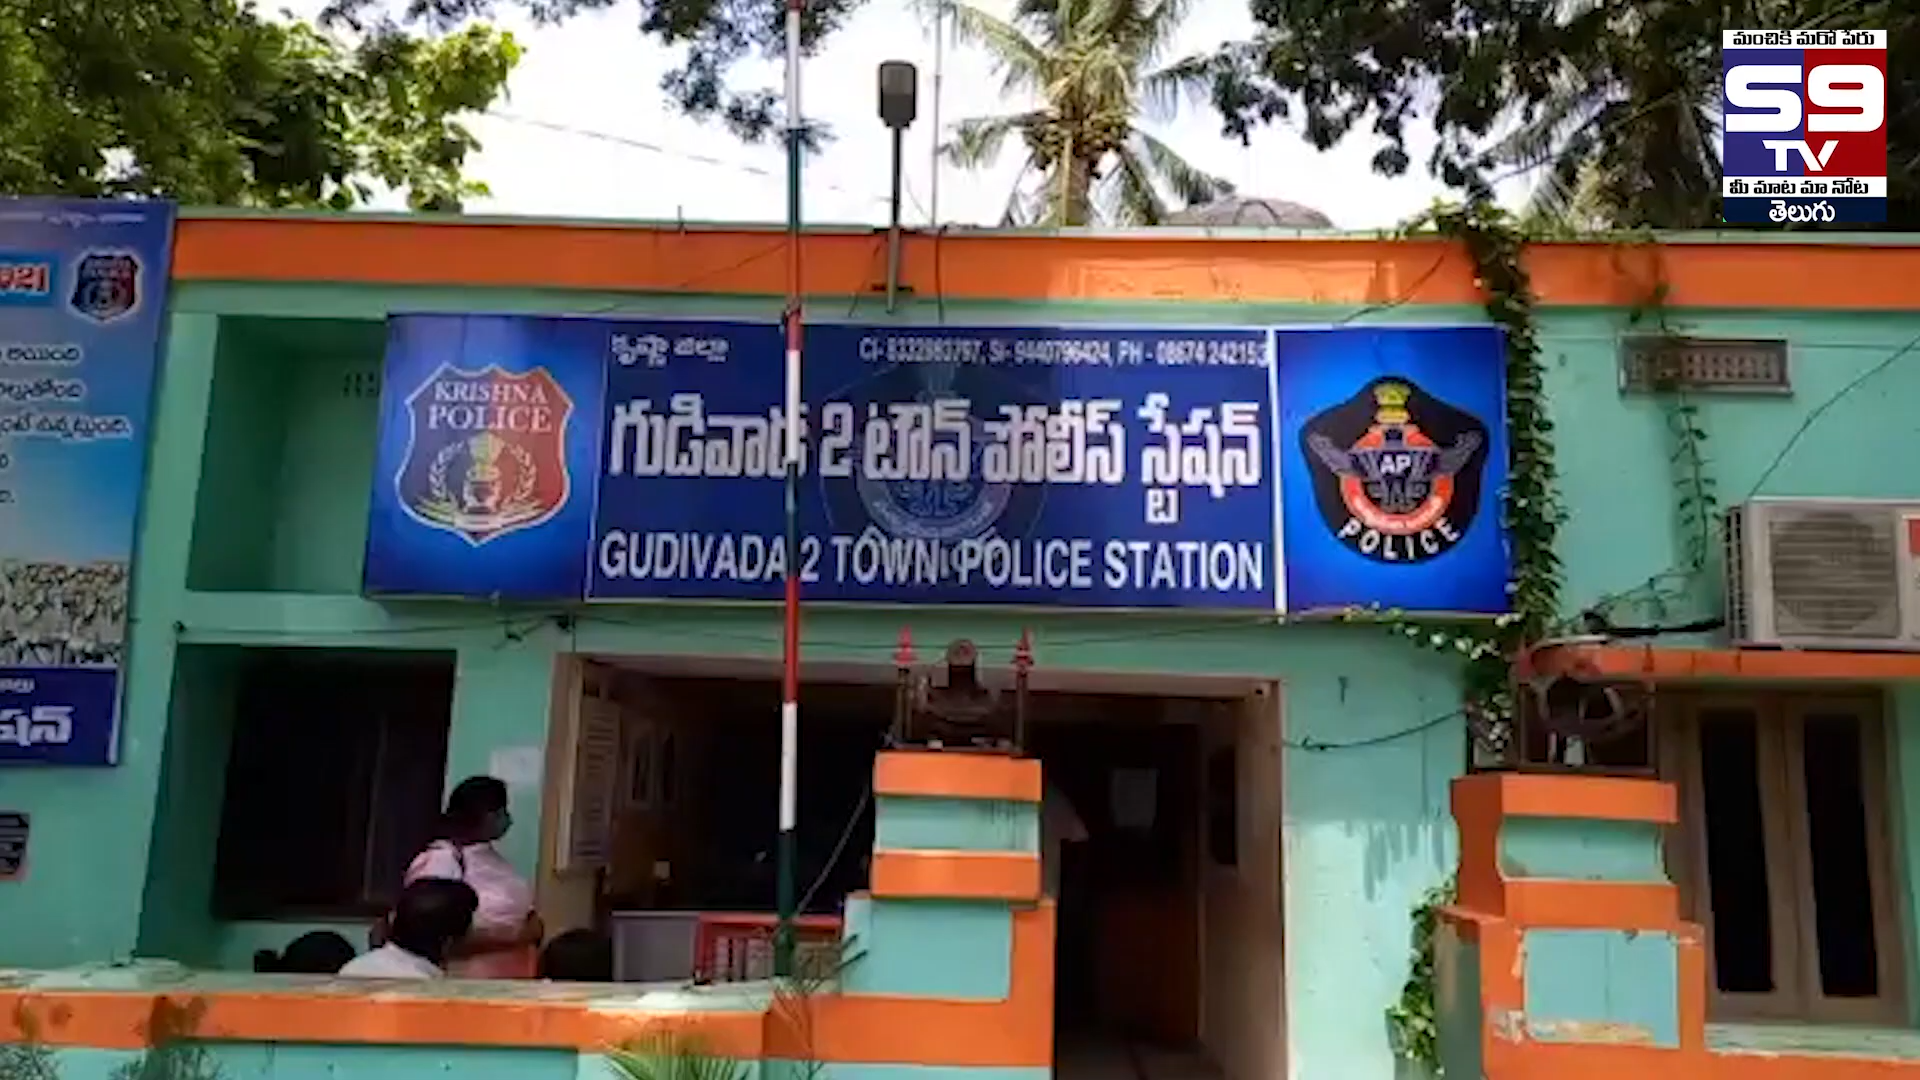 మంచికి మరో పేరు
S9
TV
మీ మాట మా నోట
తెలుగు
కృష్ణా జిల్లా
CI- 8332983797, SI- 9440796424, PH - 08674 242153
KRISHNA
POLICE
గుడివాడ 2 టౌన్ పోలీస్ స్టేషన్
GUDIVADA 2 TOWN POLICE STATION
AP
POLICE